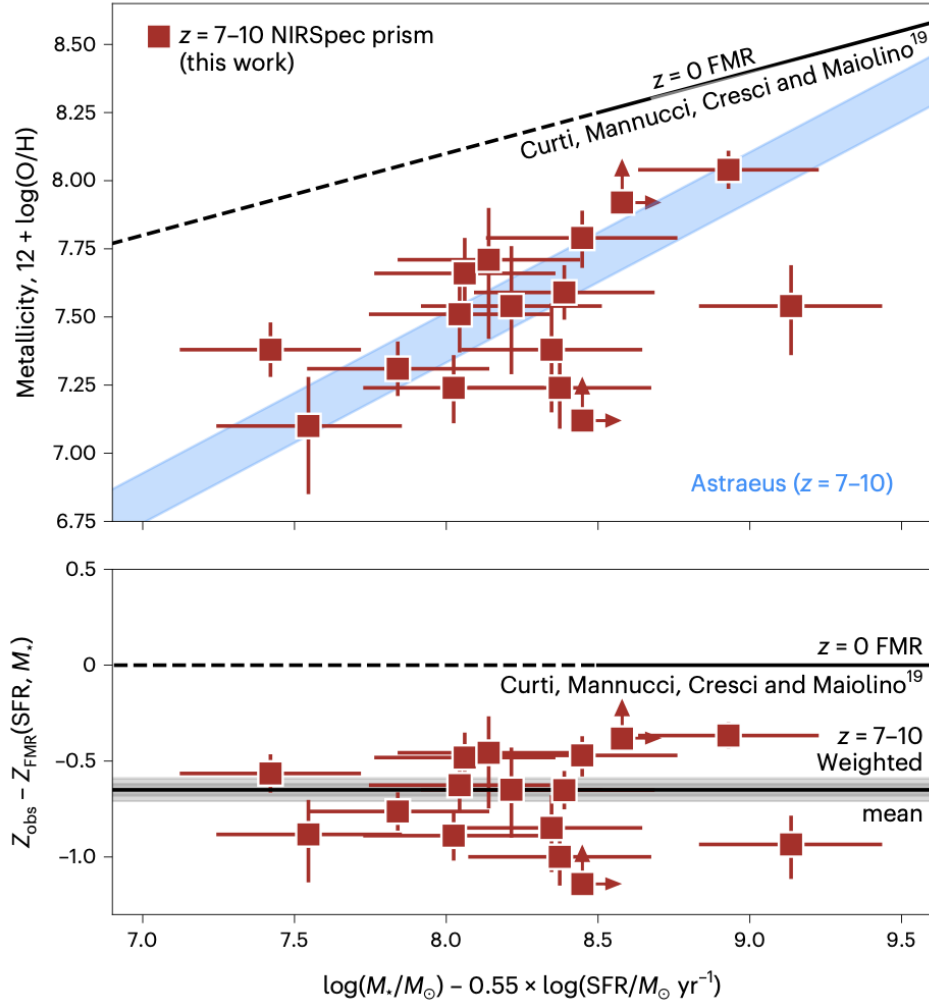 8.50
8.25
8.00
7.75
7.50
7.25
7.00
6.75
Metallicity, 12 + log(O/H)
z = 7–10 NIRSpec prism
(this work)
z = 0 FMR
Curti, Mannucci, Cresci and Maiolino¹⁹
Astraeus (z = 7–10)
0.5
0
−0.5
−1.0
Z_obs − Z_FMR(SFR, M⋆)
z = 0 FMR
Curti, Mannucci, Cresci and Maiolino¹⁹
z = 7–10
Weighted
mean
7.0 7.5 8.0 8.5 9.0 9.5
log(M⋆/M⊙) − 0.55 × log(SFR/M⊙ yr⁻¹)